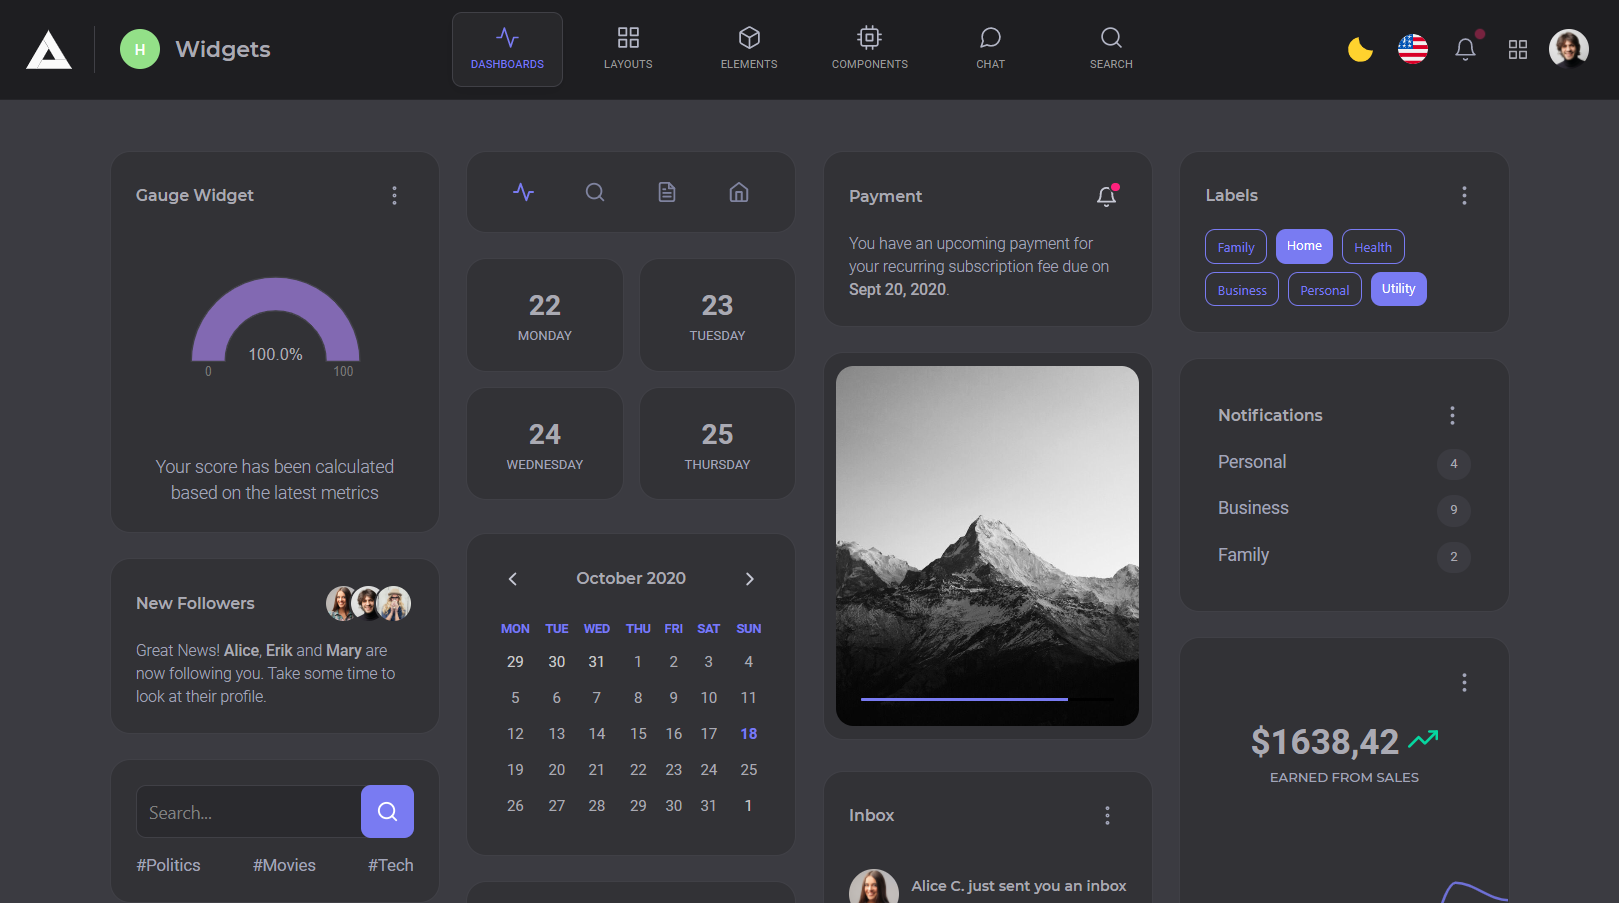 H Widgets
DASHBOARDS
LAYOUTS
ELEMENTS
COMPONENTS
CHAT
SEARCH
Gauge Widget
100.0%
0 100
Your score has been calculated
based on the latest metrics
New Followers
Great News! Alice, Erik and Mary are
now following you. Take some time to
look at their profile.
Search...
#Politics #Movies #Tech
22
MONDAY
23
TUESDAY
24
WEDNESDAY
25
THURSDAY
October 2020
MON TUE WED THU FRI SAT SUN
29 30 31 1 2 3 4
5 6 7 8 9 10 11
12 13 14 15 16 17 18
19 20 21 22 23 24 25
26 27 28 29 30 31 1
Payment
You have an upcoming payment for
your recurring subscription fee due on
Sept 20, 2020.
Inbox
Alice C. just sent you an inbox
Labels
Family Home Health
Business Personal Utility
Notifications
Personal 4
Business 9
Family 2
$1638,42
EARNED FROM SALES